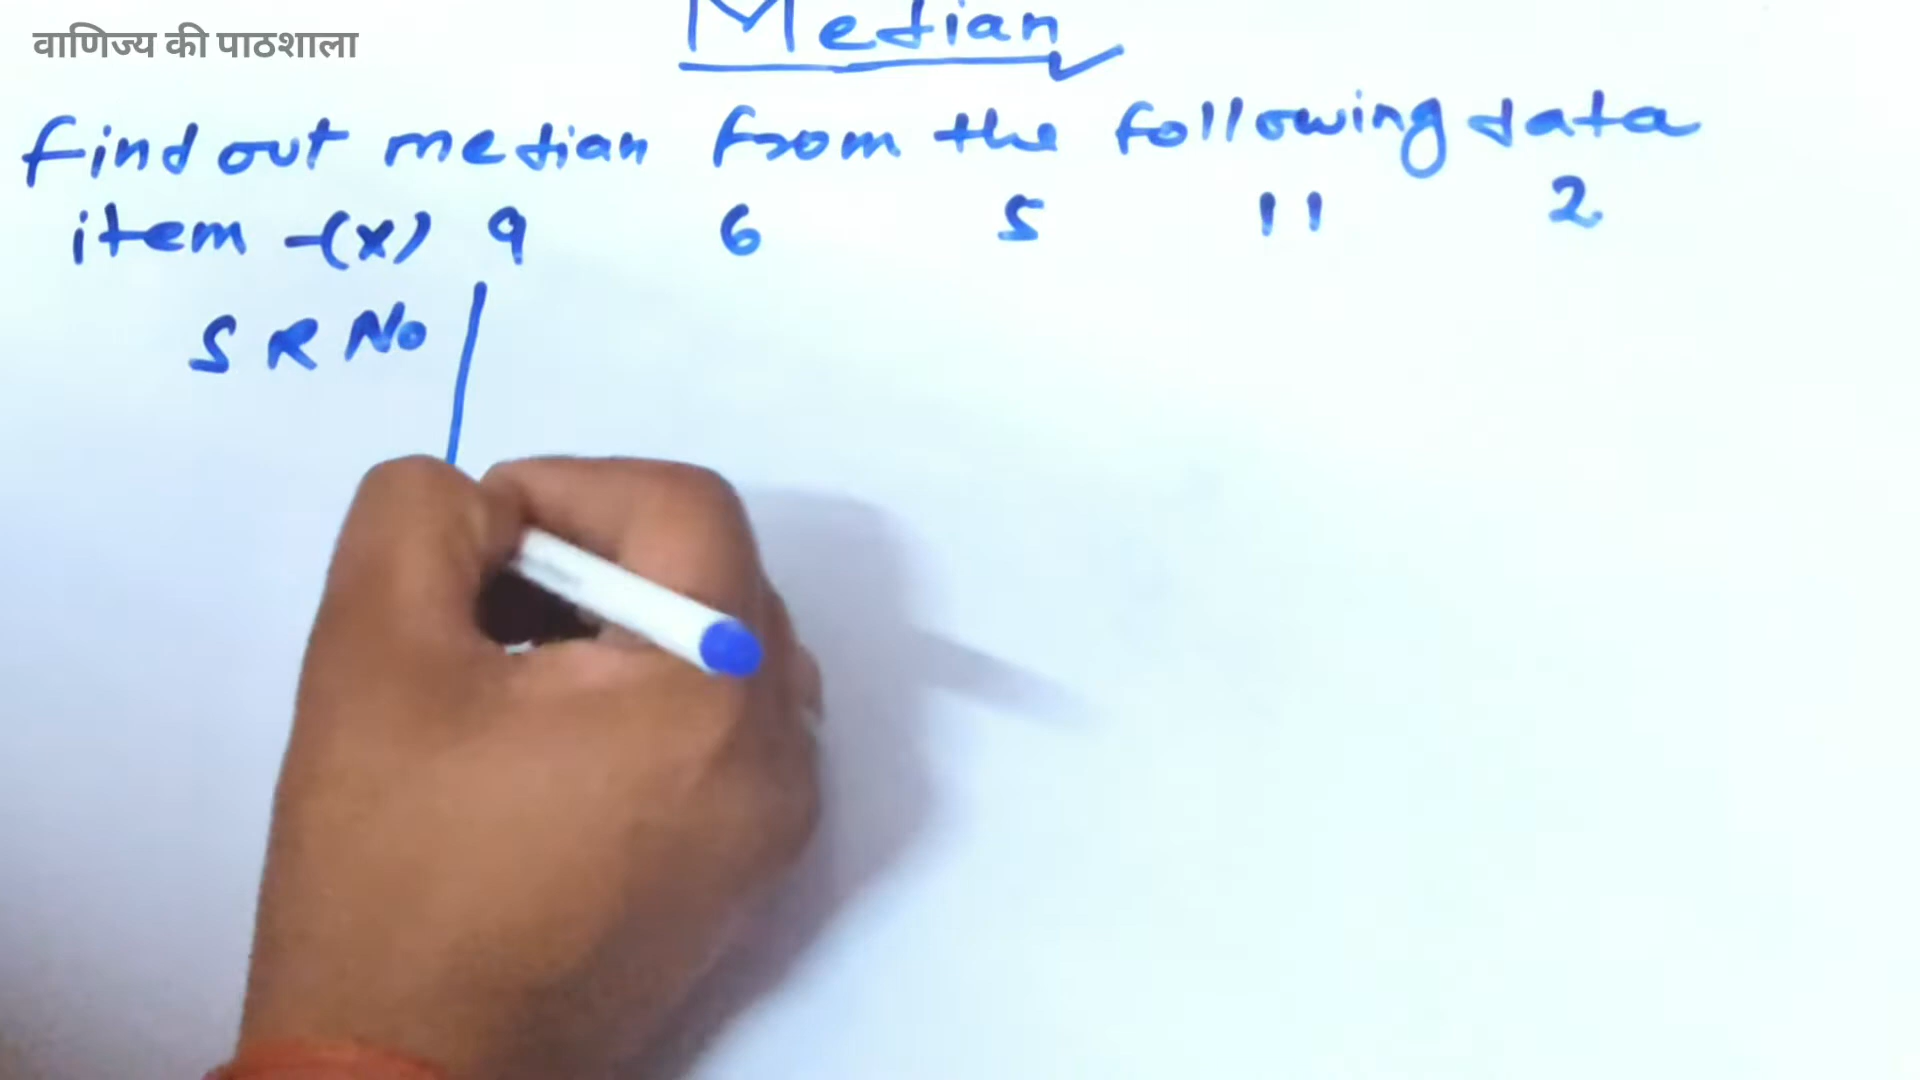 वाणिज्य की पाठशाला
Median
find out median from the following data
item -(x) 9 6 5 11 2
S R No